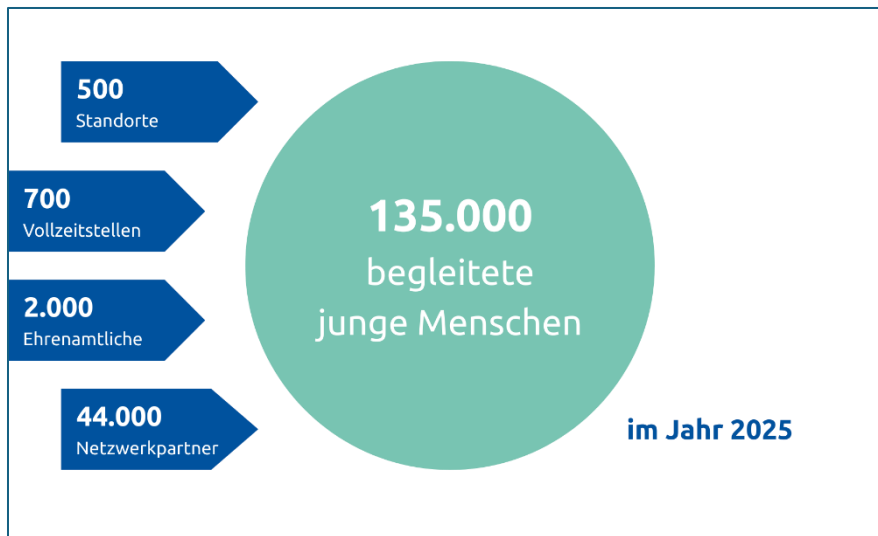 500
Standorte
700
Vollzeitstellen
2.000
Ehrenamtliche
44.000
Netzwerkpartner
135.000
begleitete
junge Menschen
im Jahr 2025